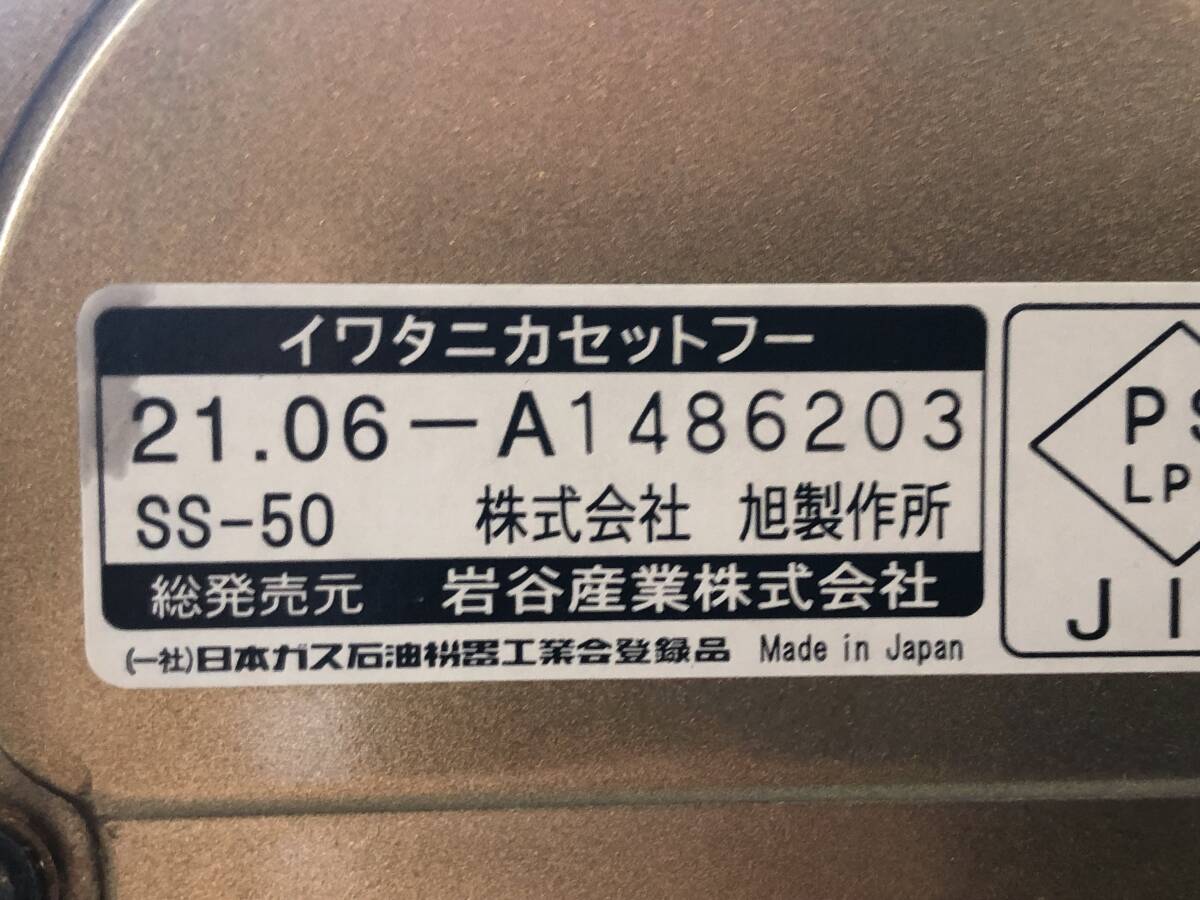 イワタニカセットフー
21.06-A1486203
SS-50 株式会社 旭製作所
総発売元 岩谷産業株式会社
(一社)日本ガス石油機器工業会登録品 Made in Japan
PS
LP
JI